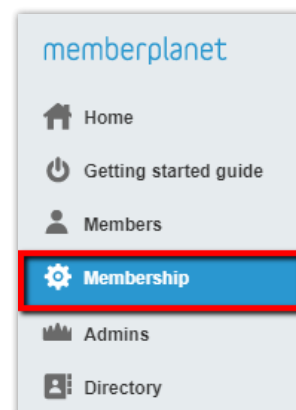 memberplanet
Home
Getting started guide
Members
Membership
Admins
Directory